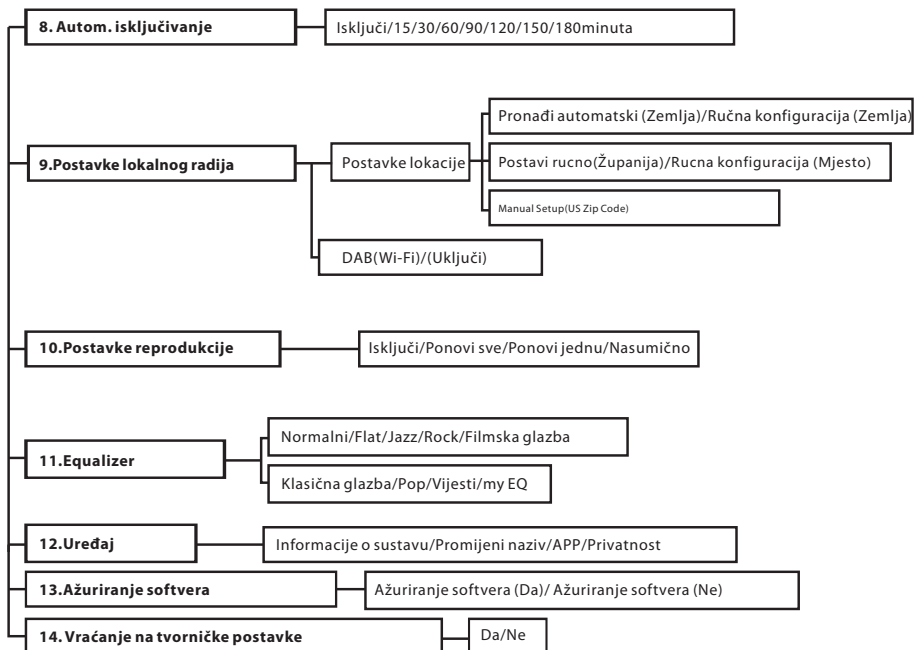 8. Autom. isključivanje
Isključi/15/30/60/90/120/150/180minuta
9.Postavke lokalnog radija
Postavke lokacije
Pronađi automatski (Zemlja)/Ručna konfiguracija (Zemlja)
Postavi rucno(Županija)/Rucna konfiguracija (Mjesto)
Manual Setup(US Zip Code)
DAB(Wi-Fi)/(Uključi)
10.Postavke reprodukcije
Isključi/Ponovi sve/Ponovi jednu/Nasumično
11.Equalizer
Normalni/Flat/Jazz/Rock/Filmska glazba
Klasična glazba/Pop/Vijesti/my EQ
12.Uređaj
Informacije o sustavu/Promijeni naziv/APP/Privatnost
13.Ažuriranje softvera
Ažuriranje softvera (Da)/ Ažuriranje softvera (Ne)
14. Vraćanje na tvorničke postavke
Da/Ne